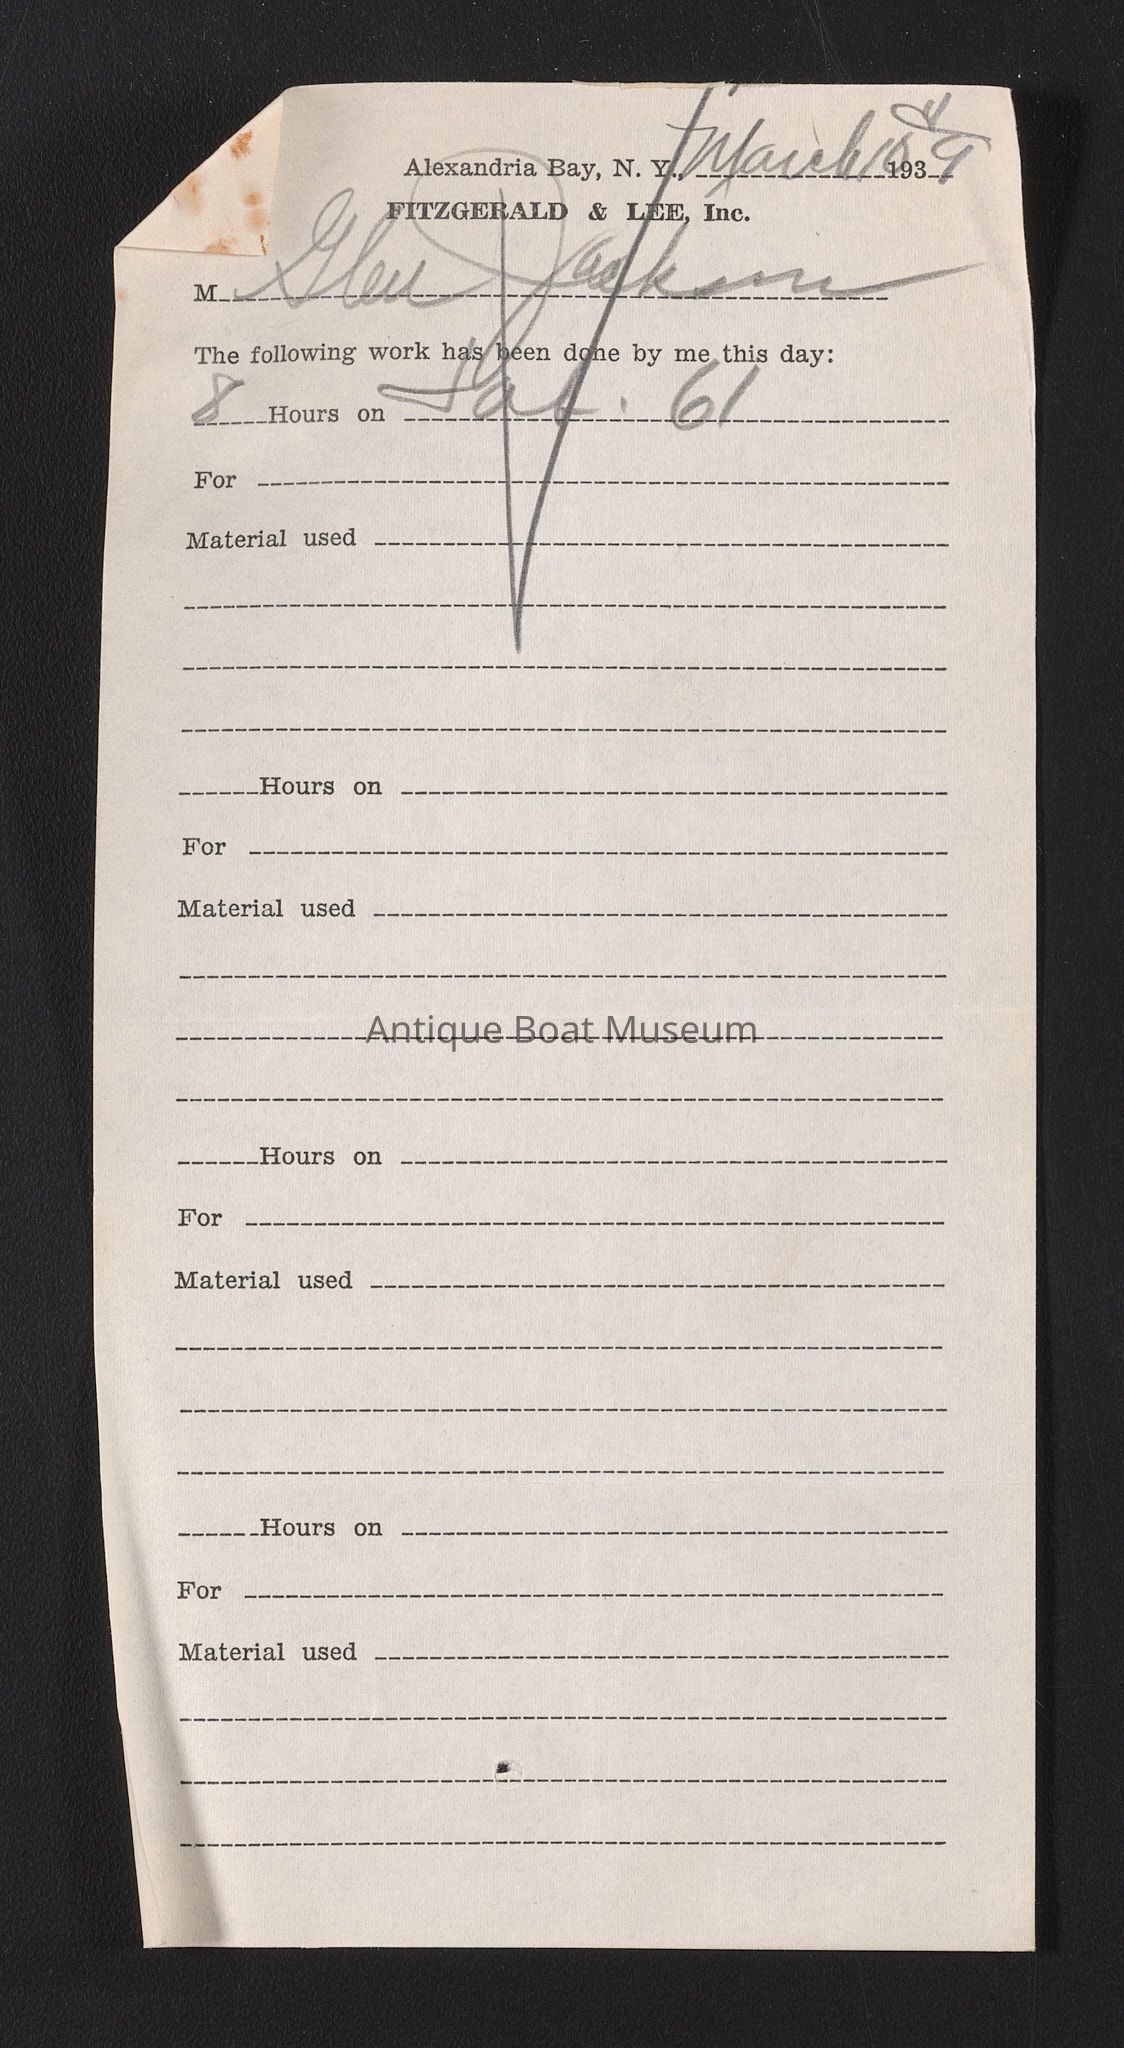 Alexandria Bay, N. Y., March 18 1939
FITZGERALD & LEE, Inc.
M Glen Jackson
The following work has been done by me this day:
8 Hours on 61
For
Material used
Hours on
For
Material used
Antique Boat Museum
Hours on
For
Material used
Hours on
For
Material used